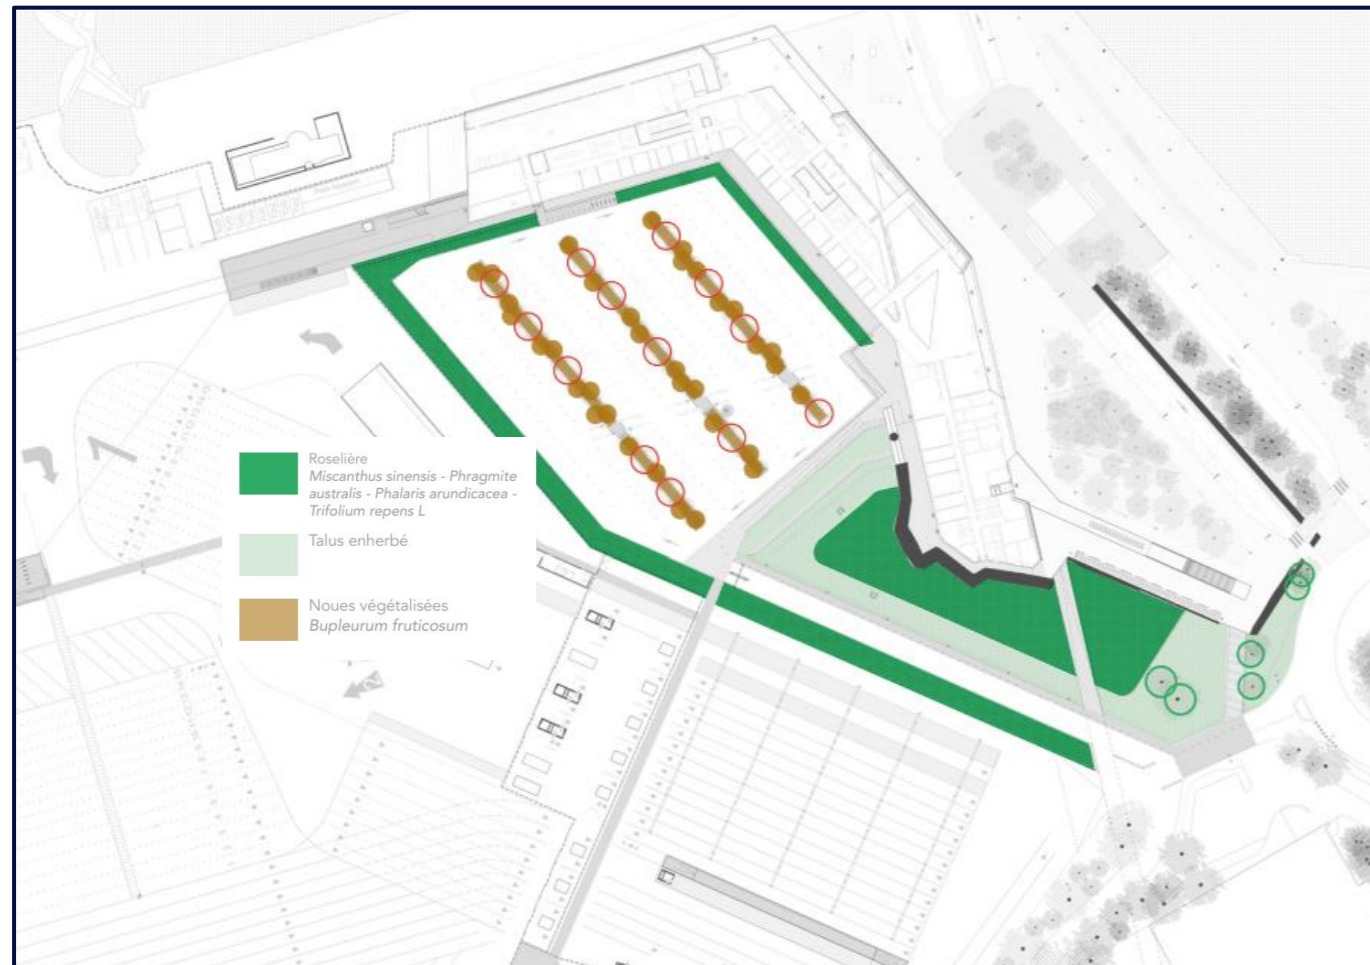 Roselière
Miscanthus sinensis - Phragmite
australis - Phalaris arundicacea -
Trifolium repens L
Talus enherbé
Noues végétalisées
Bupleurum fruticosum